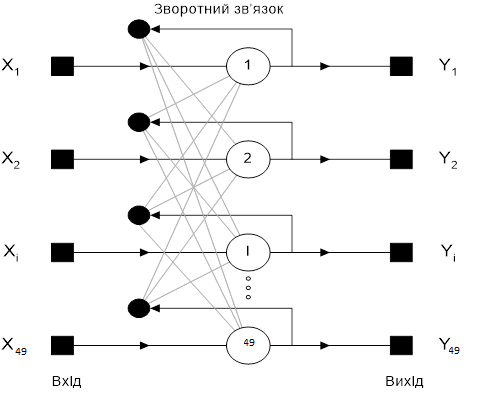 Зворотний зв'язок
X1 1 Y1
X2 2 Y2
Xi I Yi
X49 49 Y49
ВхІд ВихІд